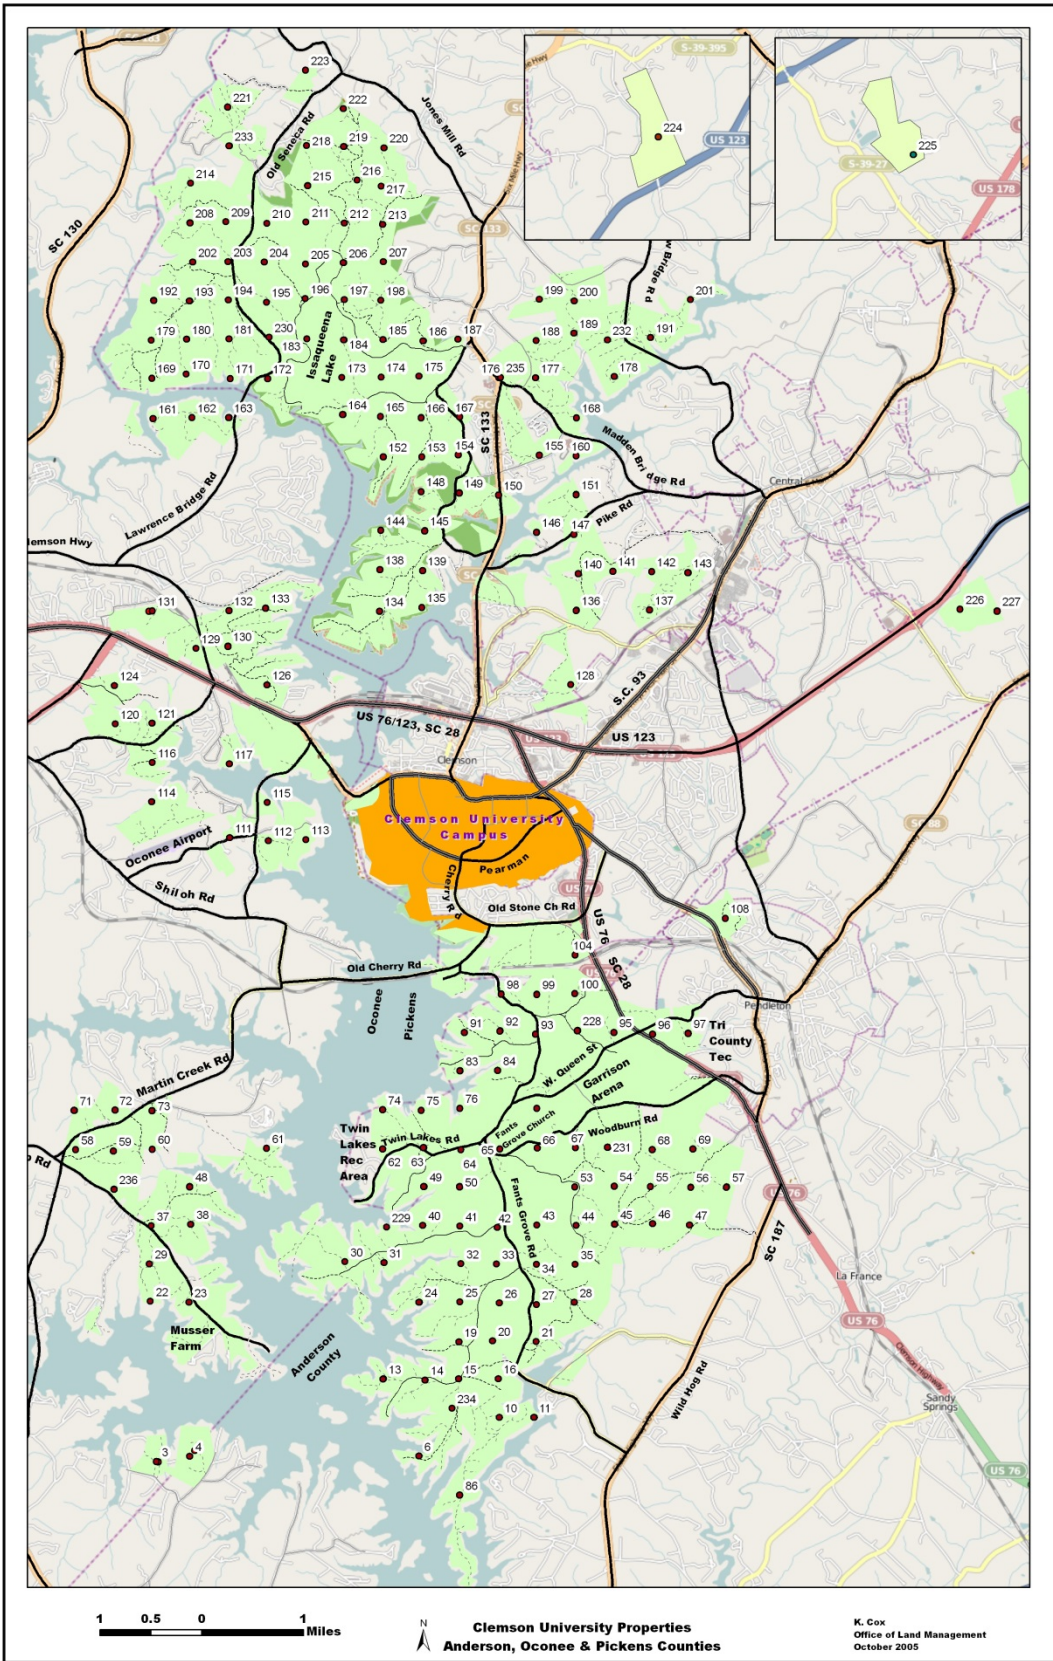 223
221
222
Jones Mill Rd
Old Seneca Rd
233
218
219
220
S-39-395
US 123
224
S-39-27
225
US 178
214
215
216
217
SC 130
208
209
210
211
212
213
Six Mile Hwy
202
203
204
205
206
207
w Bridge Rd
192
193
194
195
196
197
198
199
200
201
Issaqueena
Lake
179
180
181
230
183
184
185
186
187
188
189
232
191
169
170
171
172
173
174
175
176
235
177
178
161
162
163
164
165
166
167
SC 133
168
Madden Bridge Rd
152
153
154
155
160
Central
Lawrence Bridge Rd
148
149
150
151
Pike Rd
lemson Hwy
144
145
146
147
138
139
140
141
142
143
131
132
133
134
135
136
137
226
227
129
130
124
126
128
S.C. 93
120
121
US 76/123, SC 28
US 123
116
117
Clemson
114
115
Clemson University
Campus
Oconee Airport
111
112
113
Pearman
Shiloh Rd
Cherry Rd
Old Stone Ch Rd
108
US 76 SC 28
104
Old Cherry Rd
Oconee
Pickens
98
99
100
Pendleton
91
92
93
228
95
96
97
Tri
County
Tec
Martin Creek Rd
83
84
W. Queen St
Garrison
Arena
71
72
73
74
75
76
Fants
Grove Church
Woodburn Rd
Twin
Lakes
Rec
Area
Twin Lakes Rd
o Rd
58
59
60
61
62
63
64
65
66
67
231
68
69
236
48
49
50
53
54
55
56
57
Fants Grove Rd
US 76
37
38
229
40
41
42
43
44
45
46
47
SC 187
29
30
31
32
33
34
35
La France
22
23
24
25
26
27
28
US 76
Musser
Farm
19
20
21
Anderson
County
Clemson Highway
13
14
15
16
Wild Hog Rd
Sandy
Springs
234
10
11
3
4
6
US 76
86
1 0.5 0 1
Miles
N
Clemson University Properties
Anderson, Oconee & Pickens Counties
K. Cox
Office of Land Management
October 2005